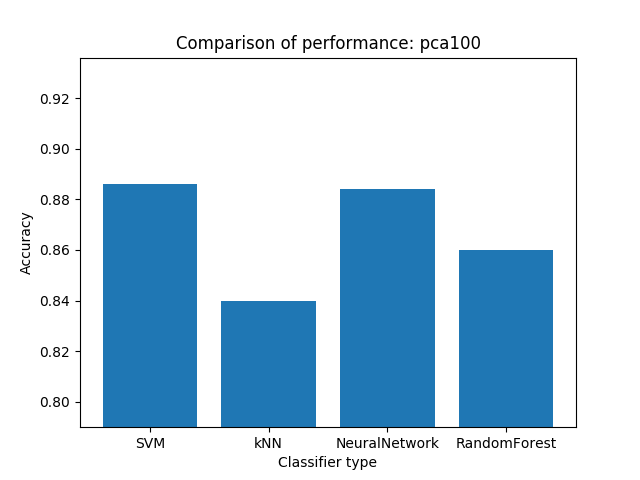 Comparison of performance: pca100
0.92
0.90
0.88
0.86
0.84
0.82
0.80
Accuracy
SVM kNN NeuralNetwork RandomForest
Classifier type